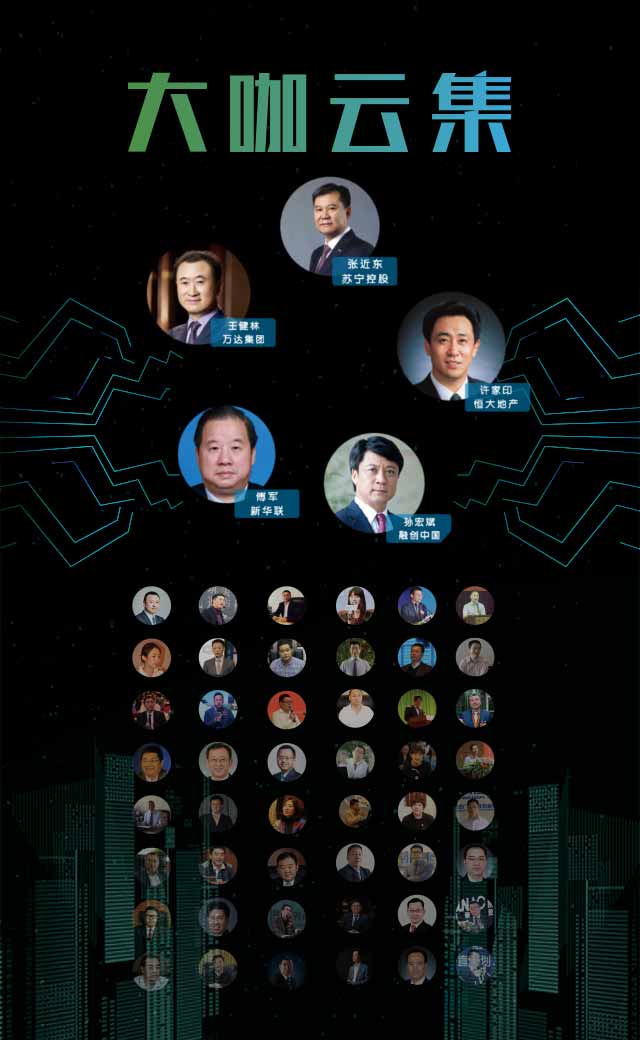 大咖云集
张近东
苏宁控股
王健林
万达集团
许家印
恒大地产
傅军
新华联
孙宏斌
融创中国